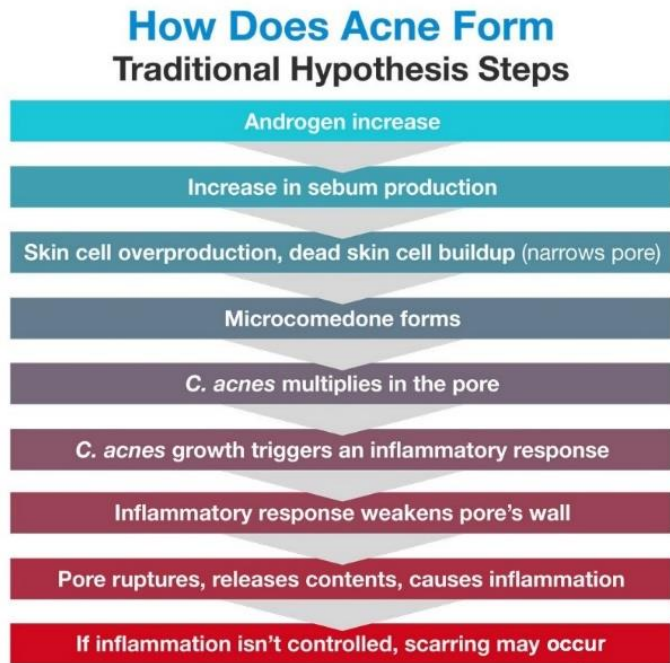 How Does Acne Form
Traditional Hypothesis Steps
Androgen increase
Increase in sebum production
Skin cell overproduction, dead skin cell buildup (narrows pore)
Microcomedone forms
C. acnes multiplies in the pore
C. acnes growth triggers an inflammatory response
Inflammatory response weakens pore's wall
Pore ruptures, releases contents, causes inflammation
If inflammation isn't controlled, scarring may occur